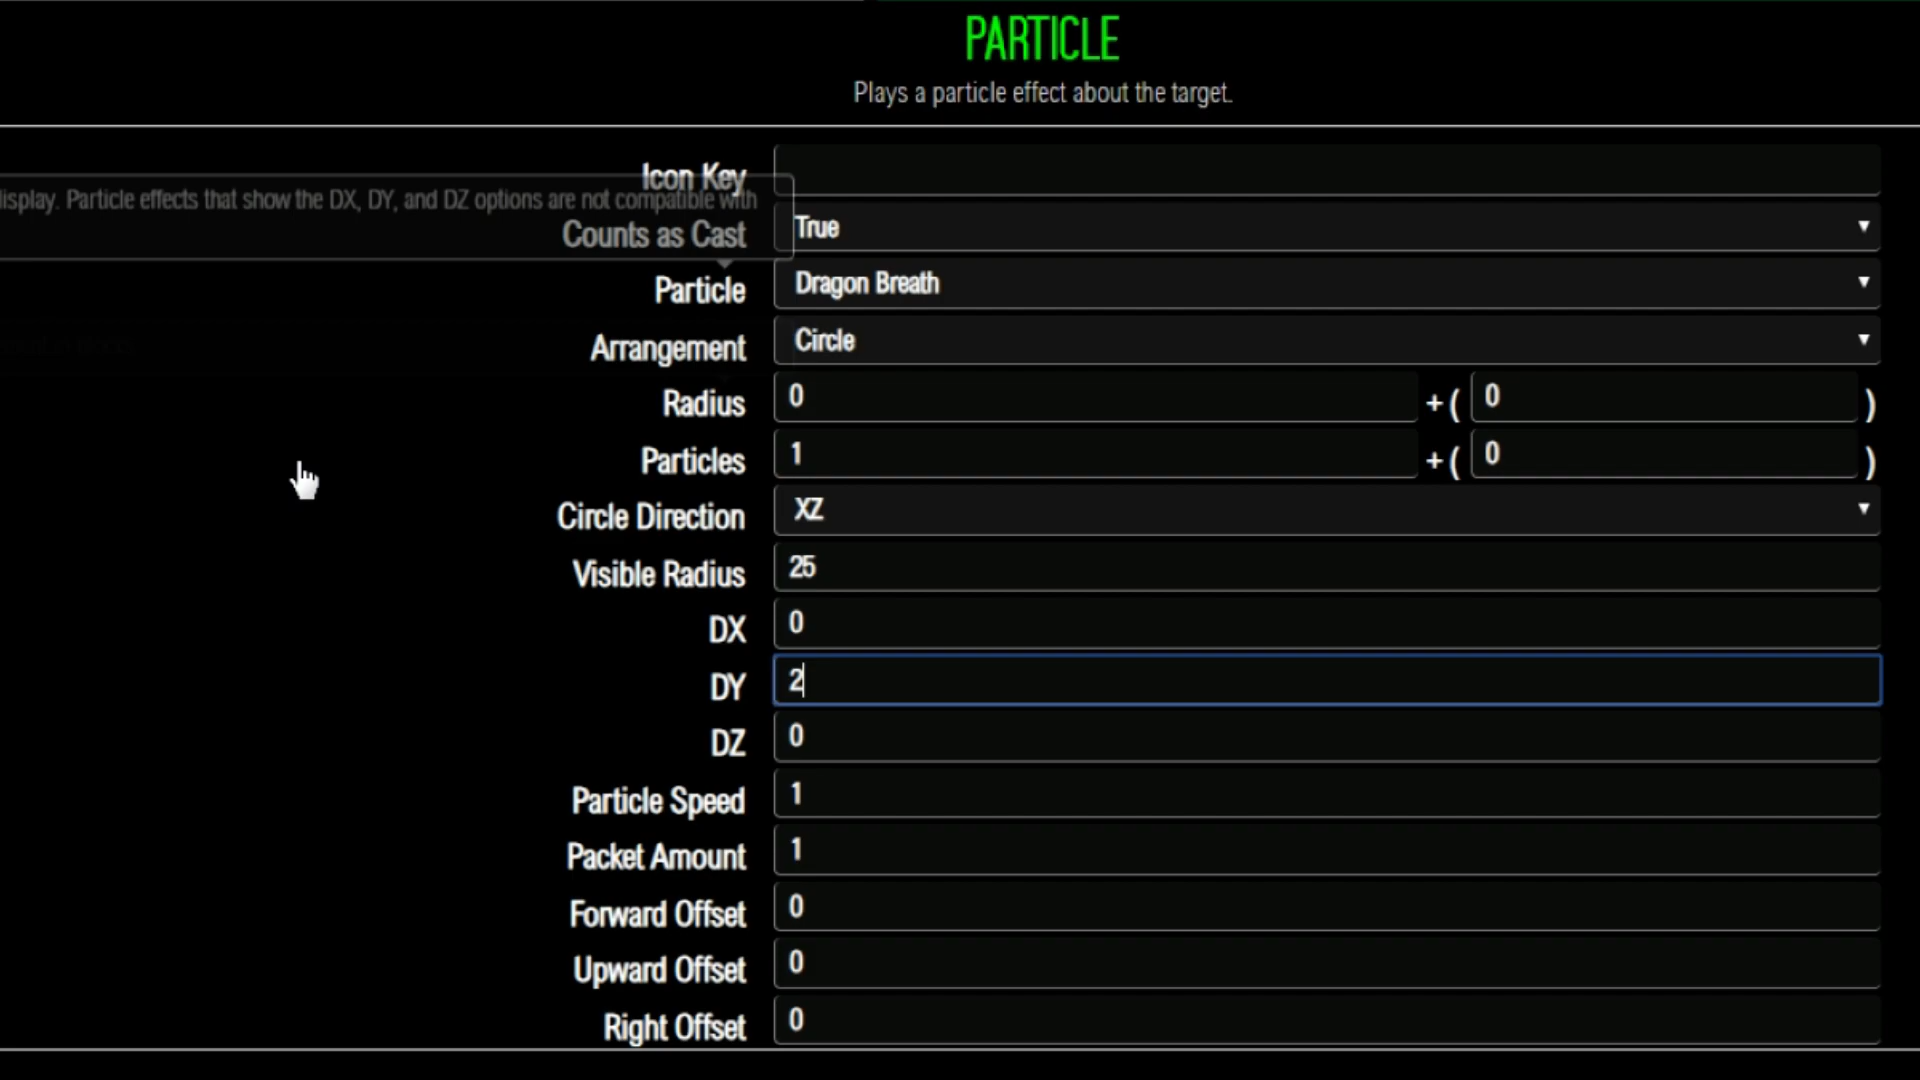 PARTICLE
Plays a particle effect about the target.
Icon Key
display. Particle effects that show the DX, DY, and DZ options are not compatible with
Counts as Cast True
Particle Dragon Breath
Arrangement Circle
Radius 0 + ( 0 )
Particles 1 + ( 0 )
Circle Direction XZ
Visible Radius 25
DX 0
DY 2
DZ 0
Particle Speed 1
Packet Amount 1
Forward Offset 0
Upward Offset 0
Right Offset 0